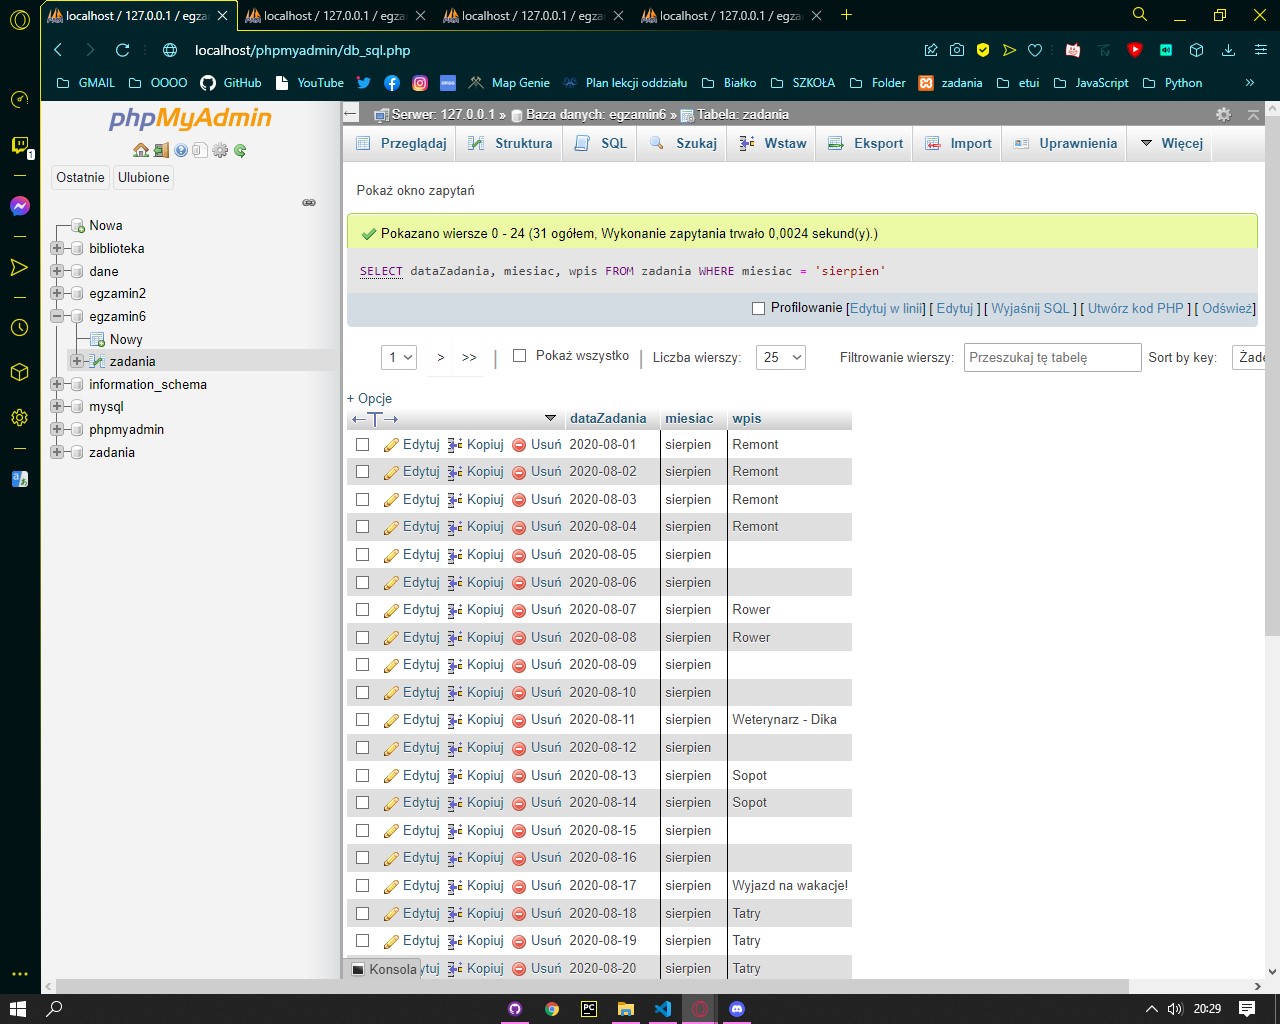 localhost / 127.0.0.1 / egza
localhost / 127.0.0.1 / egza
localhost / 127.0.0.1 / egza
localhost / 127.0.0.1 / egza
localhost/phpmyadmin/db_sql.php
GMAIL OOOO GitHub YouTube Map Genie Plan lekcji oddziału Białko SZKOŁA Folder zadania etui JavaScript Python »
phpMyAdmin
Ostatnie Ulubione
Nowa
biblioteka
dane
egzamin2
egzamin6
Nowy
zadania
information_schema
mysql
phpmyadmin
zadania
1
Serwer: 127.0.0.1 » Baza danych: egzamin6 » Tabela: zadania
Przeglądaj Struktura SQL Szukaj Wstaw Eksport Import Uprawnienia Więcej
Pokaż okno zapytań
Pokazano wiersze 0 - 24 (31 ogółem, Wykonanie zapytania trwało 0,0024 sekund(y).)
SELECT dataZadania, miesiac, wpis FROM zadania WHERE miesiac = 'sierpien'
Profilowanie [Edytuj w linii] [ Edytuj ] [ Wyjaśnij SQL ] [ Utwórz kod PHP ] [ Odśwież]
1 > >> | Pokaż wszystko | Liczba wierszy: 25 Filtrowanie wierszy: Przeszukaj tę tabelę Sort by key: Żade
+ Opcje
←T→ dataZadania miesiac wpis
Edytuj Kopiuj Usuń 2020-08-01 sierpien Remont
Edytuj Kopiuj Usuń 2020-08-02 sierpien Remont
Edytuj Kopiuj Usuń 2020-08-03 sierpien Remont
Edytuj Kopiuj Usuń 2020-08-04 sierpien Remont
Edytuj Kopiuj Usuń 2020-08-05 sierpien
Edytuj Kopiuj Usuń 2020-08-06 sierpien
Edytuj Kopiuj Usuń 2020-08-07 sierpien Rower
Edytuj Kopiuj Usuń 2020-08-08 sierpien Rower
Edytuj Kopiuj Usuń 2020-08-09 sierpien
Edytuj Kopiuj Usuń 2020-08-10 sierpien
Edytuj Kopiuj Usuń 2020-08-11 sierpien Weterynarz - Dika
Edytuj Kopiuj Usuń 2020-08-12 sierpien
Edytuj Kopiuj Usuń 2020-08-13 sierpien Sopot
Edytuj Kopiuj Usuń 2020-08-14 sierpien Sopot
Edytuj Kopiuj Usuń 2020-08-15 sierpien
Edytuj Kopiuj Usuń 2020-08-16 sierpien
Edytuj Kopiuj Usuń 2020-08-17 sierpien Wyjazd na wakacje!
Edytuj Kopiuj Usuń 2020-08-18 sierpien Tatry
Edytuj Kopiuj Usuń 2020-08-19 sierpien Tatry
Konsola ytuj Kopiuj Usuń 2020-08-20 sierpien Tatry
PC
20:29